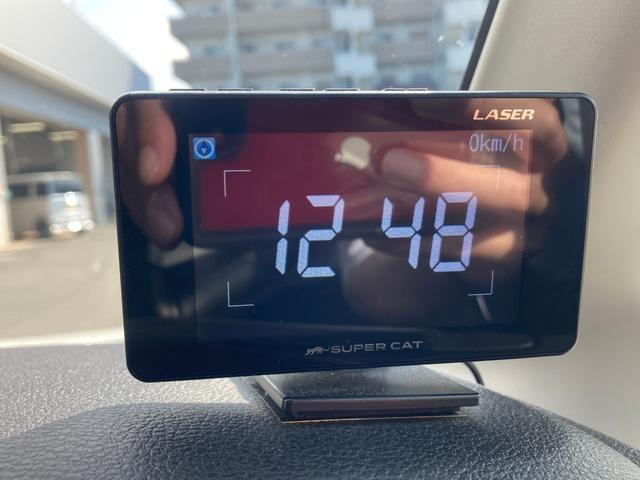 LASER
0km/h
12 48
SUPER CAT